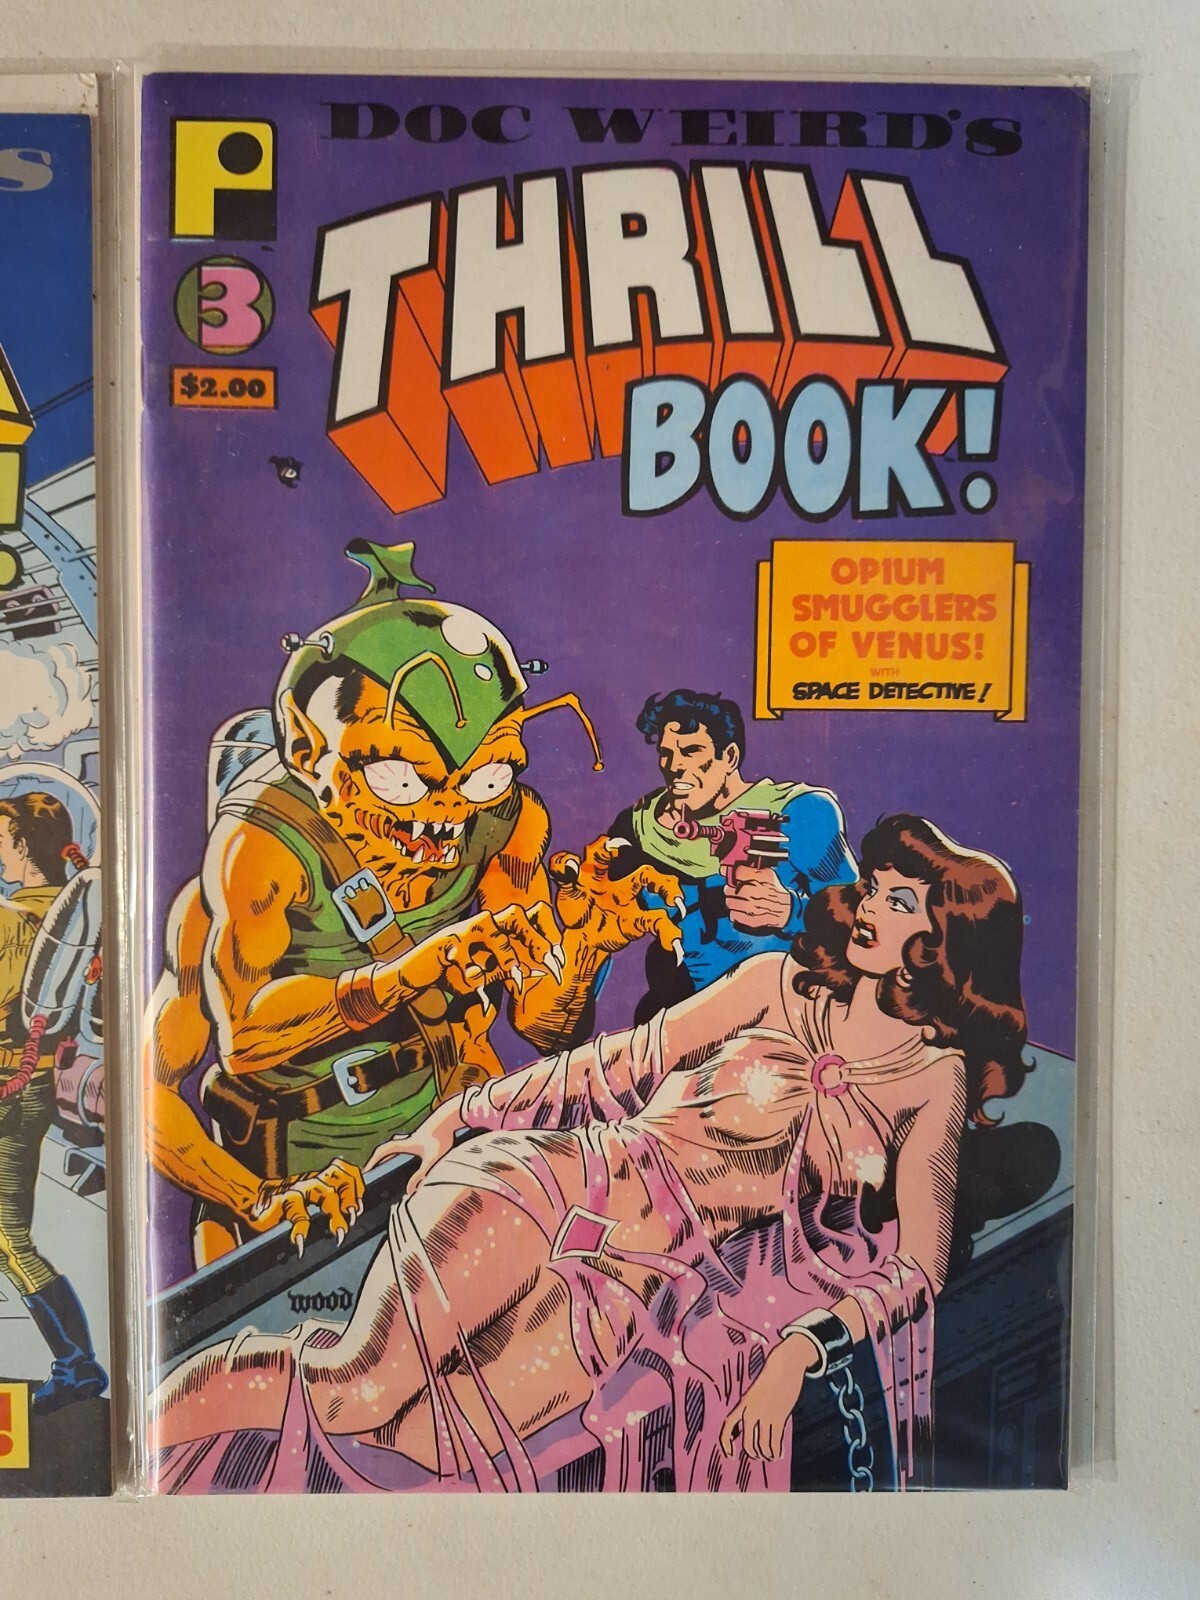 DOC WEIRD'S
THRILL
BOOK!
P
3
$2.00
OPIUM
SMUGGLERS
OF VENUS!
WITH
SPACE DETECTIVE!
WOOD
S
!